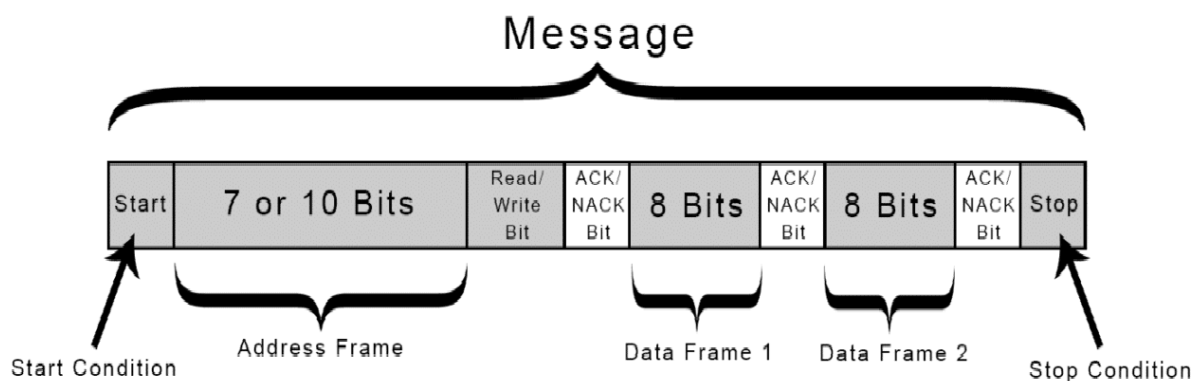 Message
Start
7 or 10 Bits
Read/
Write
Bit
ACK/
NACK
Bit
8 Bits
ACK/
NACK
Bit
8 Bits
ACK/
NACK
Bit
Stop
Start Condition
Address Frame
Data Frame 1
Data Frame 2
Stop Condition